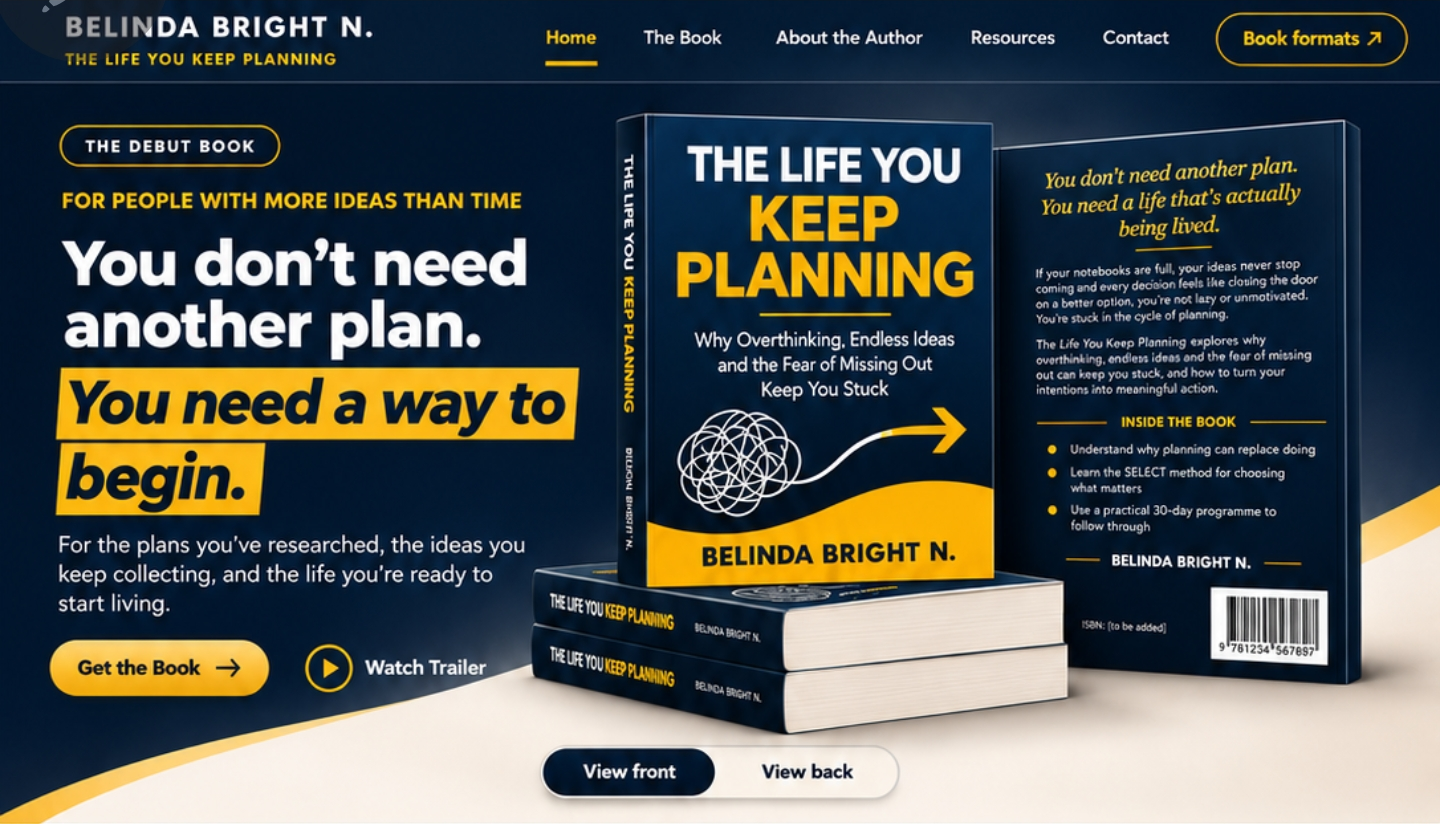 BELINDA BRIGHT N.
THE LIFE YOU KEEP PLANNING
Home
The Book
About the Author
Resources
Contact
Book formats ↗
THE DEBUT BOOK
FOR PEOPLE WITH MORE IDEAS THAN TIME
You don't need
another plan.
You need a way to
begin.
For the plans you've researched, the ideas you
keep collecting, and the life you're ready to
start living.
Get the Book →
Watch Trailer
THE LIFE YOU KEEP PLANNING
THE LIFE YOU
KEEP
PLANNING
Why Overthinking, Endless Ideas
and the Fear of Missing Out
Keep You Stuck
BELINDA BRIGHT N.
THE LIFE YOU KEEP PLANNING BELINDA BRIGHT N.
THE LIFE YOU KEEP PLANNING BELINDA BRIGHT N.
You don't need another plan.
You need a life that's actually
being lived.
If your notebooks are full, your ideas never stop
coming and every decision feels like closing the door
on a better option, you're not lazy or unmotivated.
You're stuck in the cycle of planning.
The Life You Keep Planning explores why
overthinking, endless ideas and the fear of missing
out can keep you stuck, and how to turn your
intentions into meaningful action.
INSIDE THE BOOK
Understand why planning can replace doing
Learn the SELECT method for choosing
what matters
Use a practical 30-day programme to
follow through
BELINDA BRIGHT N.
ISBN: [to be added]
9 781234 567897
View front
View back